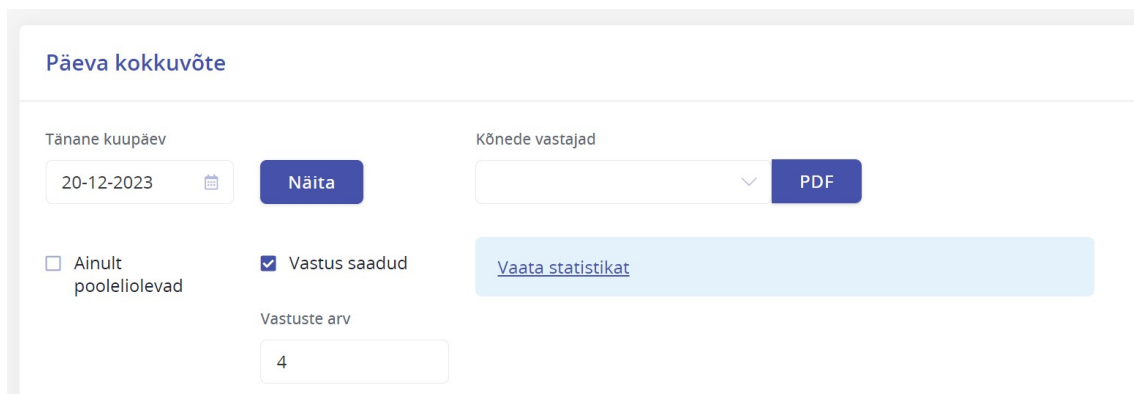 Päeva kokkuvõte
Tänane kuupäev
20-12-2023
Näita
Kõnede vastajad
PDF
Ainult
pooleliolevad
Vastus saadud
Vaata statistikat
Vastuste arv
4